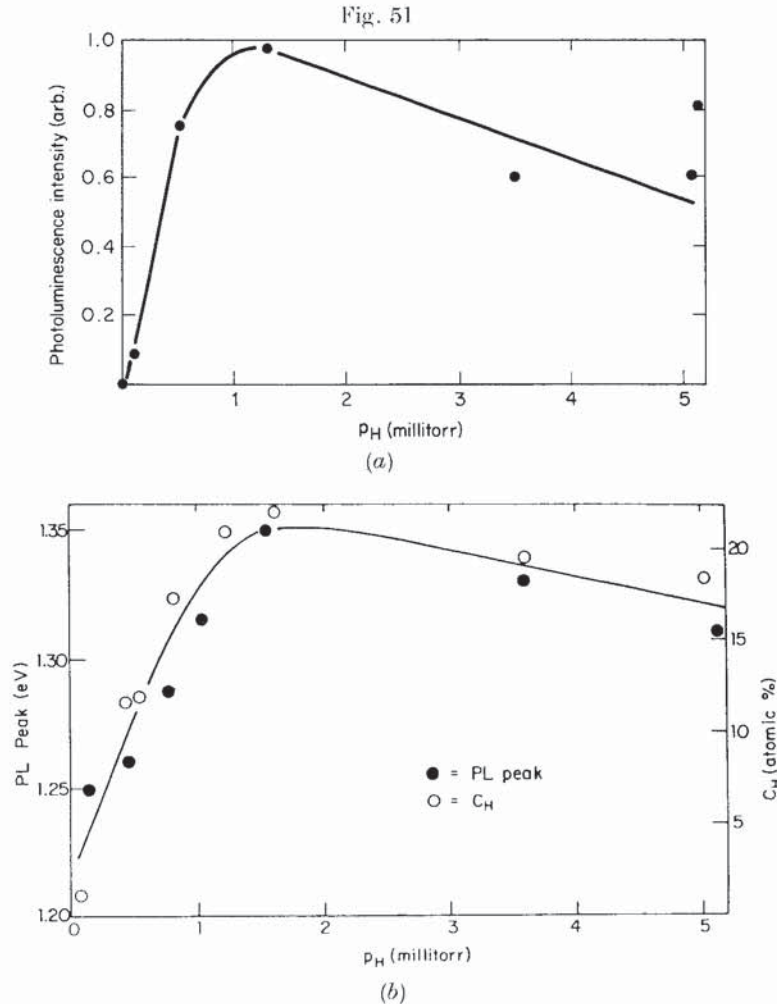 Fig. 51
1.0
0.8
0.6
0.4
0.2
Photoluminescence intensity (arb.)
1
2
3
4
5
pH (millitorr)
(a)
1.35
1.30
1.25
1.20
PL Peak (eV)
20
15
10
5
CH (atomic %)
● = PL peak
○ = CH
0
1
2
3
4
5
pH (millitorr)
(b)